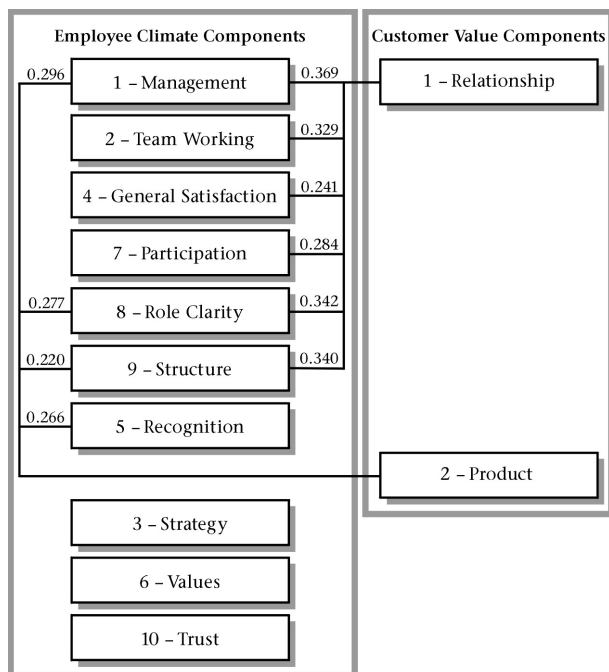 Employee Climate Components
Customer Value Components
0.296
1 – Management
0.369
1 – Relationship
2 – Team Working
0.329
4 – General Satisfaction
0.241
7 – Participation
0.284
0.277
8 – Role Clarity
0.342
0.220
9 – Structure
0.340
0.266
5 – Recognition
2 – Product
3 – Strategy
6 – Values
10 – Trust